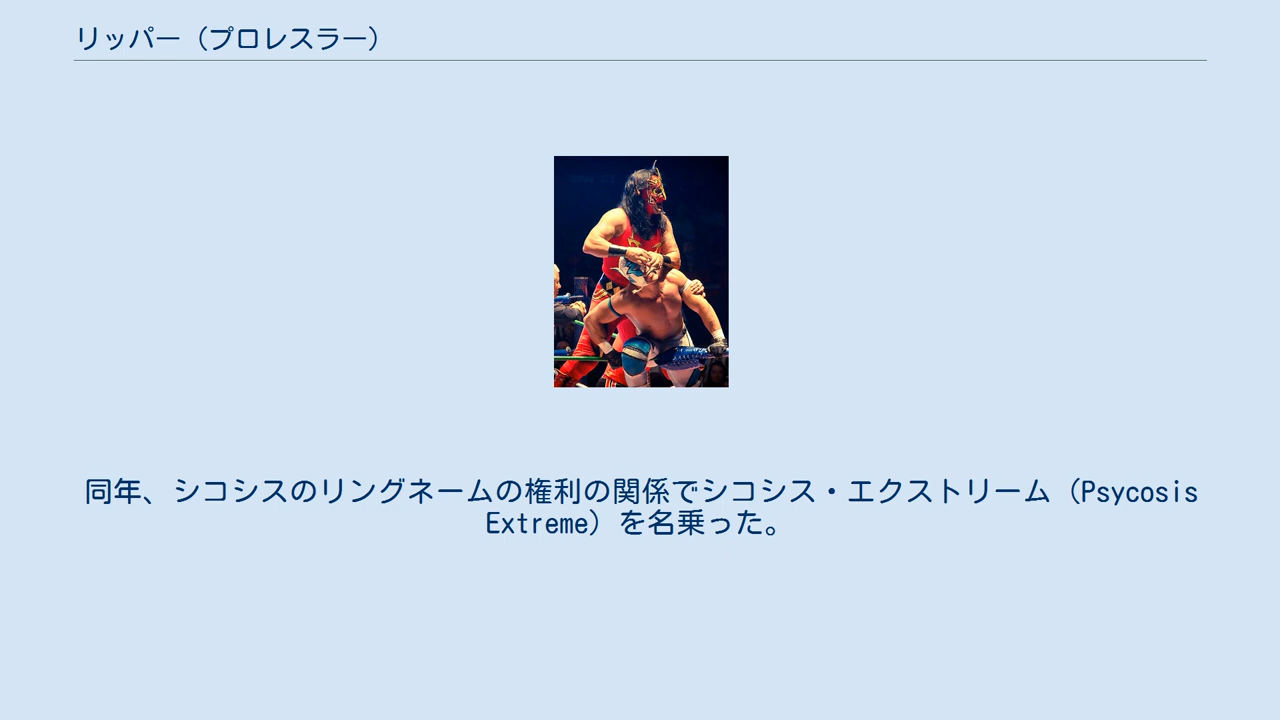 リッパー（プロレスラー）
同年、シコシスのリングネームの権利の関係でシコシス・エクストリーム（Psycosis
Extreme）を名乗った。